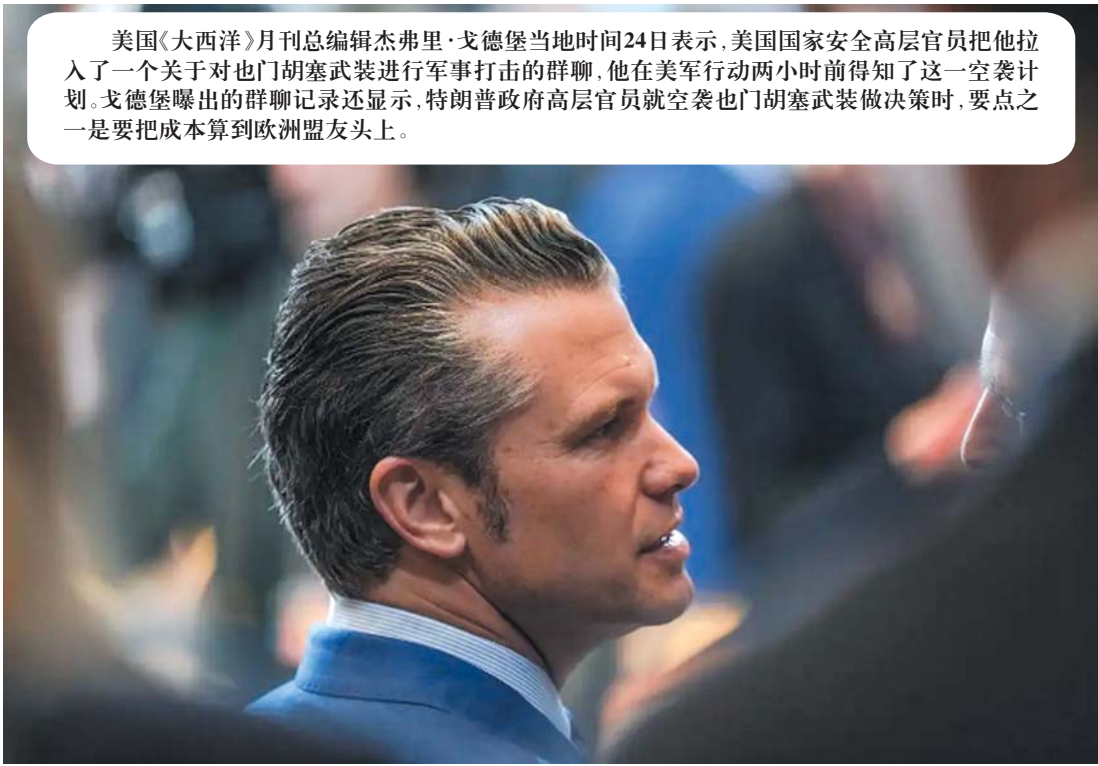 美国《大西洋》月刊总编辑杰弗里·戈德堡当地时间24日表示,美国国家安全高层官员把他拉
入了一个关于对也门胡塞武装进行军事打击的群聊,他在美军行动两小时前得知了这一空袭计
划。戈德堡曝出的群聊记录还显示,特朗普政府高层官员就空袭也门胡塞武装做决策时,要点之
一是要把成本算到欧洲盟友头上。